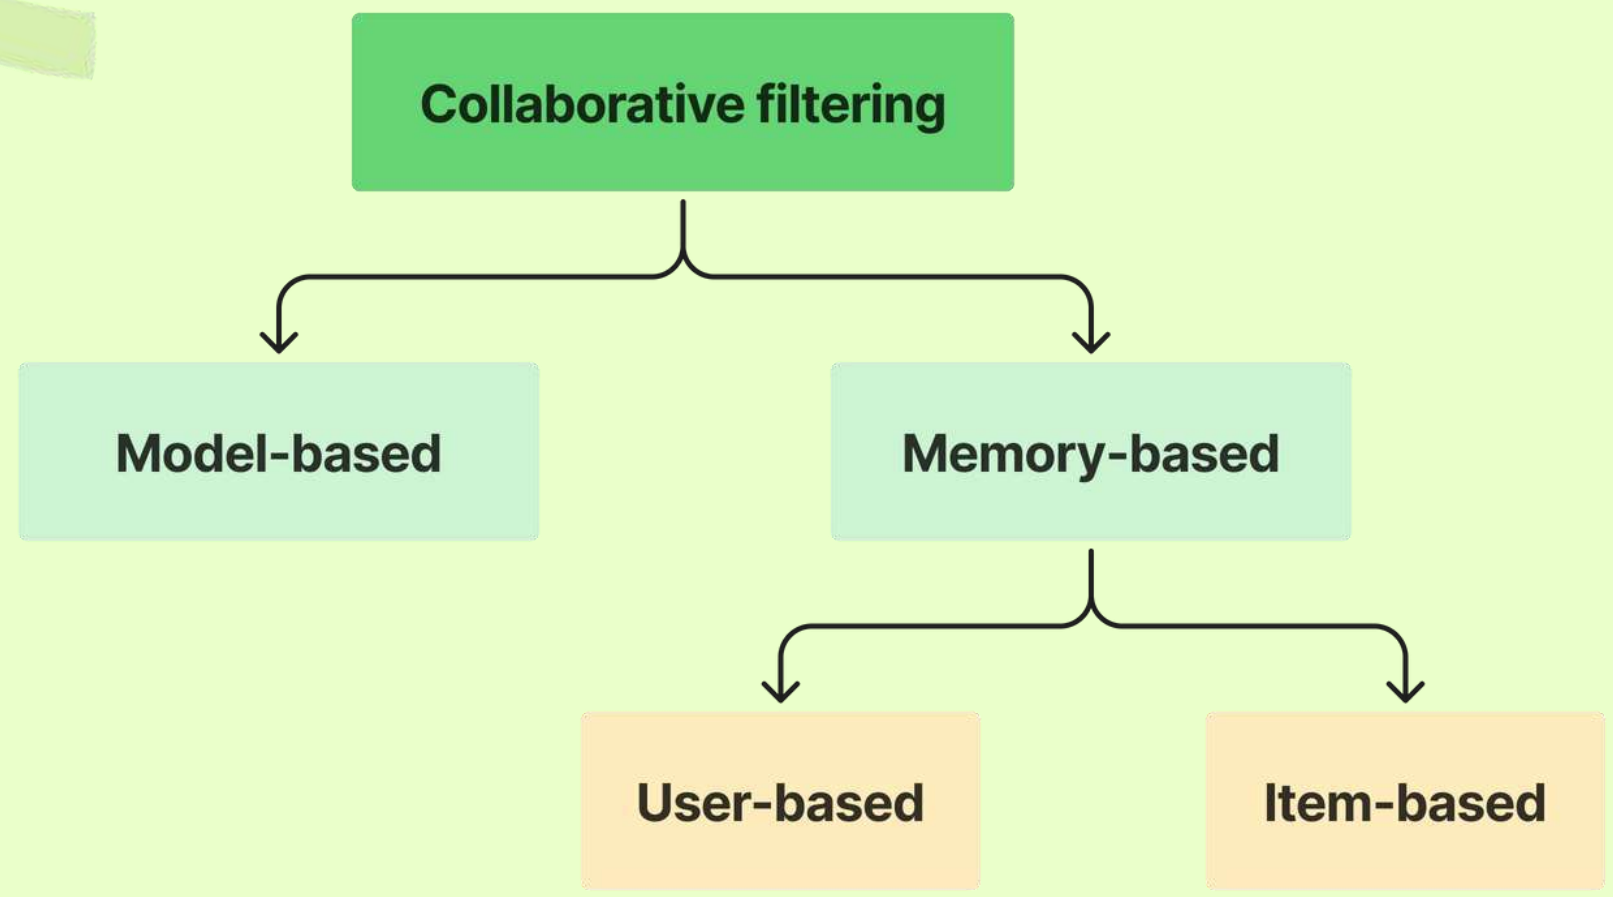 Collaborative filtering
Model-based
Memory-based
User-based
Item-based